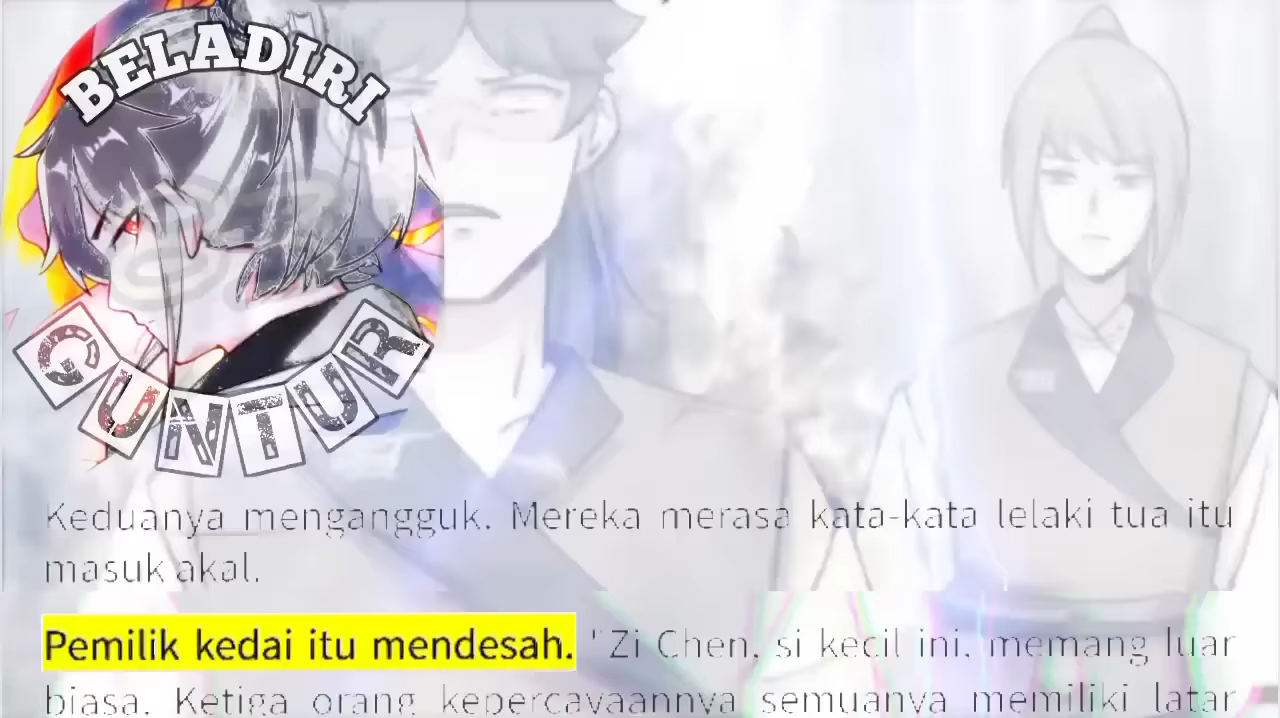 BELADIRI
GUNTUR
Keduanya mengangguk. Mereka merasa kata-kata lelaki tua itu
masuk akal.
Pemilik kedai itu mendesah. "Zi Chen, si kecil ini, memang luar
biasa. Ketiga orang kepercayaannya semuanya memiliki latar